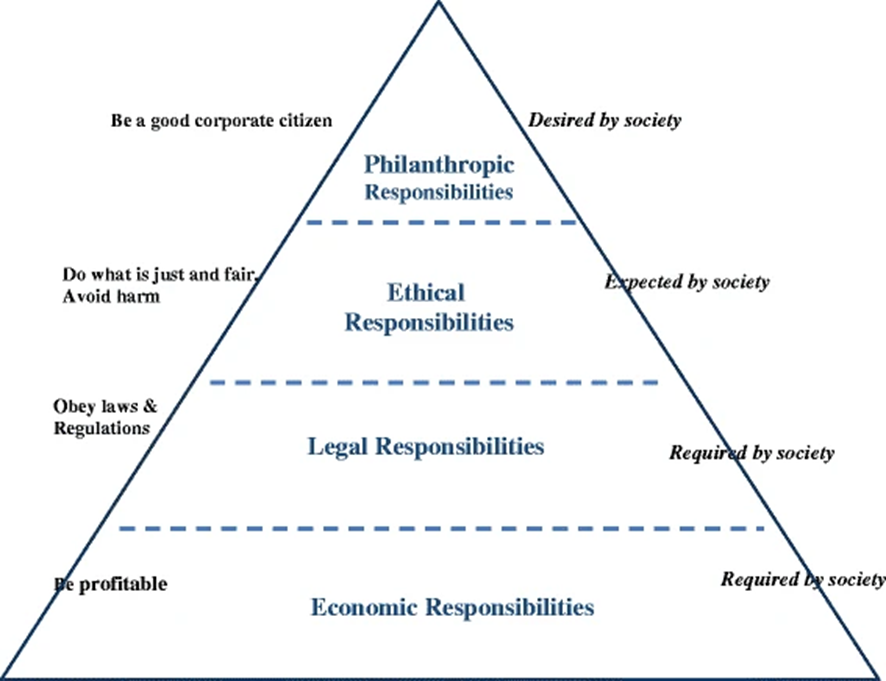 Be a good corporate citizen
Desired by society
Philanthropic
Responsibilities
Do what is just and fair,
Avoid harm
Expected by society
Ethical
Responsibilities
Obey laws &
Regulations
Legal Responsibilities
Required by society
Be profitable
Required by society
Economic Responsibilities